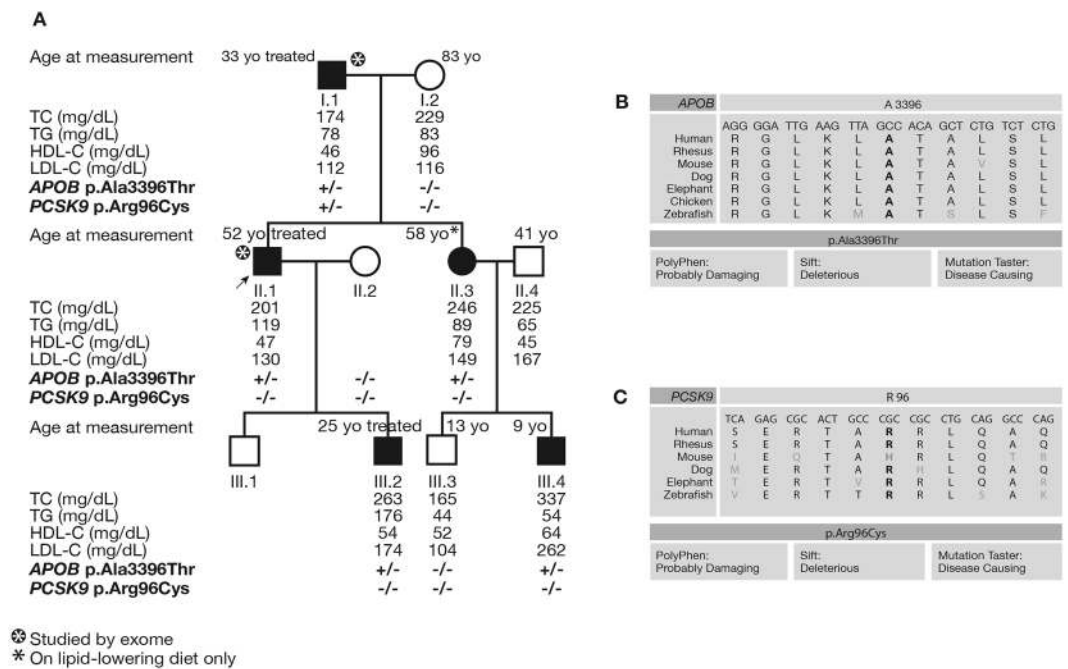 A
Age at measurement 33 yo treated ⊛ 83 yo
I.1 I.2
TC (mg/dL) 174 229
TG (mg/dL) 78 83
HDL-C (mg/dL) 46 96
LDL-C (mg/dL) 112 116
APOB p.Ala3396Thr +/- -/-
PCSK9 p.Arg96Cys +/- -/-
Age at measurement 52 yo treated 58 yo* 41 yo
⊛
II.1 II.2 II.3 II.4
TC (mg/dL) 201 246 225
TG (mg/dL) 119 89 65
HDL-C (mg/dL) 47 79 45
LDL-C (mg/dL) 130 149 167
APOB p.Ala3396Thr +/- -/- +/-
PCSK9 p.Arg96Cys -/- -/- -/-
Age at measurement 25 yo treated 13 yo 9 yo
III.1 III.2 III.3 III.4
TC (mg/dL) 263 165 337
TG (mg/dL) 176 44 54
HDL-C (mg/dL) 54 52 64
LDL-C (mg/dL) 174 104 262
APOB p.Ala3396Thr +/- -/- +/-
PCSK9 p.Arg96Cys -/- -/- -/-
⊛ Studied by exome
* On lipid-lowering diet only
B
APOB A 3396
AGG GGA TTG AAG TTA GCC ACA GCT CTG TCT CTG
Human R G L K L A T A L S L
Rhesus R G L K L A T A L S L
Mouse R G L K L A T A V S L
Dog R G L K L A T A L S L
Elephant R G L K L A T A L S L
Chicken R G L K L A T A L S L
Zebrafish R G L K M A T S L S F
p.Ala3396Thr
PolyPhen: Sift: Mutation Taster:
Probably Damaging Deleterious Disease Causing
C
PCSK9 R 96
TCA GAG CGC ACT GCC CGC CGC CTG CAG GCC CAG
Human S E R T A R R L Q A Q
Rhesus S E R T A R R L Q A Q
Mouse I E Q T A H R L Q T R
Dog M E R T A R H L Q A Q
Elephant T E R T V R R L Q A R
Zebrafish V E R T T R R L S A K
p.Arg96Cys
PolyPhen: Sift: Mutation Taster:
Probably Damaging Deleterious Disease Causing